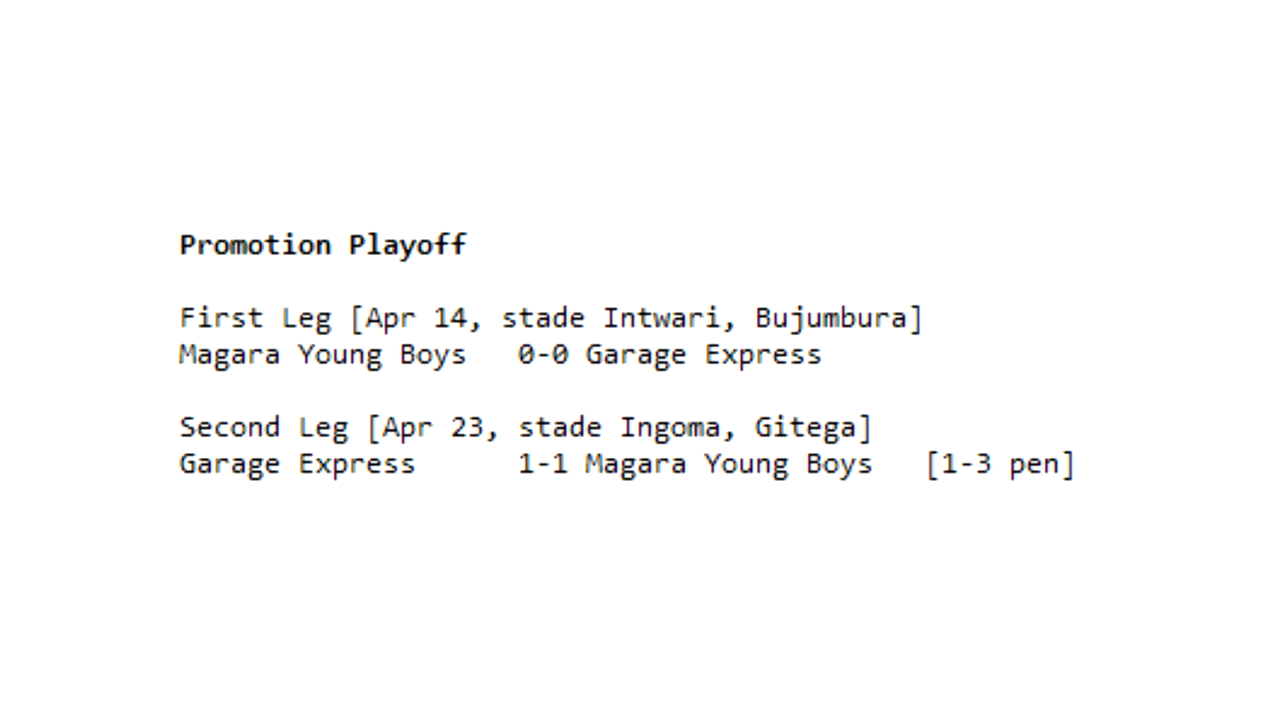 Promotion Playoff
First Leg [Apr 14, stade Intwari, Bujumbura]
Magara Young Boys   0-0 Garage Express
Second Leg [Apr 23, stade Ingoma, Gitega]
Garage Express      1-1 Magara Young Boys   [1-3 pen]